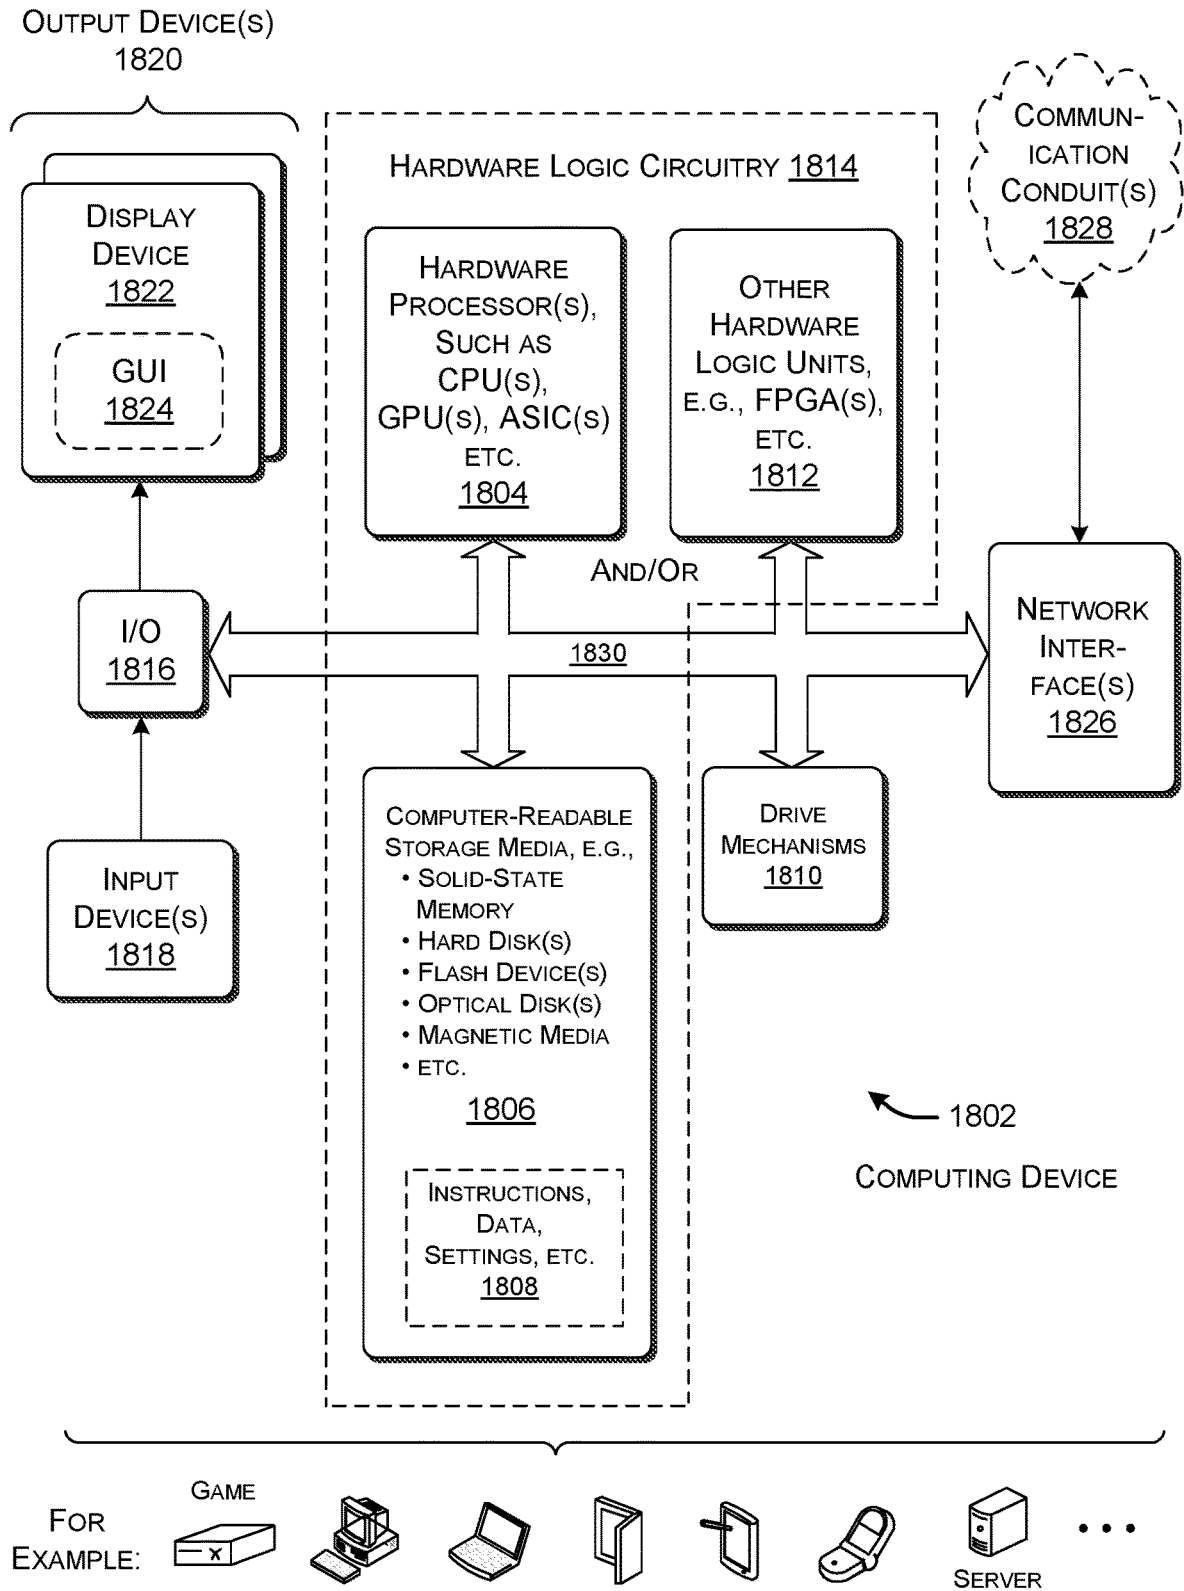 OUTPUT DEVICE(S)
1820
DISPLAY
DEVICE
1822
GUI
1824
HARDWARE LOGIC CIRCUITRY 1814
HARDWARE
PROCESSOR(S),
SUCH AS
CPU(S),
GPU(S), ASIC(S)
ETC.
1804
OTHER
HARDWARE
LOGIC UNITS,
E.G., FPGA(S),
ETC.
1812
COMMUN-
ICATION
CONDUIT(S)
1828
AND/OR
I/O
1816
1830
NETWORK
INTER-
FACE(S)
1826
INPUT
DEVICE(S)
1818
COMPUTER-READABLE
STORAGE MEDIA, E.G.,
• SOLID-STATE
MEMORY
• HARD DISK(S)
• FLASH DEVICE(S)
• OPTICAL DISK(S)
• MAGNETIC MEDIA
• ETC.
1806
INSTRUCTIONS,
DATA,
SETTINGS, ETC.
1808
DRIVE
MECHANISMS
1810
1802
COMPUTING DEVICE
FOR
EXAMPLE:
GAME
X
SERVER
• • •